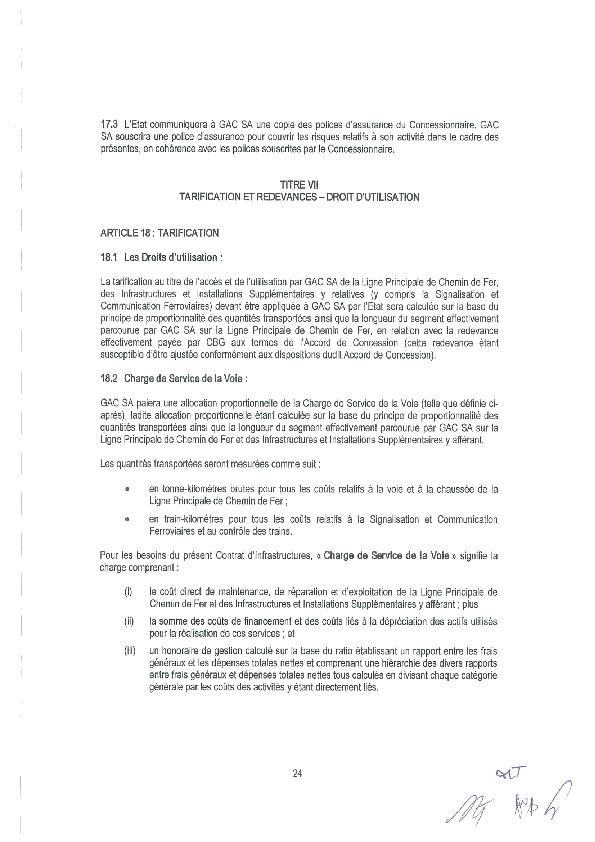 17.3 L'Etat communiquera à GAC SA une copie des polices d'assurance du Concessionnaire. GAC
SA souscrira une police d'assurance pour couvrir les risques relatifs à son activité dans le cadre des
présentes, en cohérence avec les polices souscrites par le Concessionnaire.
TITRE VII
TARIFICATION ET REDEVANCES – DROIT D'UTILISATION
ARTICLE 18 : TARIFICATION
18.1 Les Droits d'utilisation :
La tarification au titre de l'accès et de l'utilisation par GAC SA de la Ligne Principale de Chemin de Fer,
des Infrastructures et Installations Supplémentaires y relatives (y compris la Signalisation et
Communication Ferroviaires) devant être appliquée à GAC SA par l'Etat sera calculée sur la base du
principe de proportionnalité des quantités transportées ainsi que la longueur du segment effectivement
parcourue par GAC SA sur la Ligne Principale de Chemin de Fer, en relation avec la redevance
effectivement payée par CBG aux termes de l'Accord de Concession (cette redevance étant
susceptible d'être ajustée conformément aux dispositions dudit Accord de Concession).
18.2 Charge de Service de la Voie :
GAC SA paiera une allocation proportionnelle de la Charge de Service de la Voie (telle que définie ci-
après), ladite allocation proportionnelle étant calculée sur la base du principe de proportionnalité des
quantités transportées ainsi que la longueur du segment effectivement parcourue par GAC SA sur la
Ligne Principale de Chemin de Fer et des Infrastructures et Installations Supplémentaires y afférant.
Les quantités transportées seront mesurées comme suit :
• en tonne-kilomètres brutes pour tous les coûts relatifs à la voie et à la chaussée de la
Ligne Principale de Chemin de Fer ;
• en train-kilomètres pour tous les coûts relatifs à la Signalisation et Communication
Ferroviaires et au contrôle des trains.
Pour les besoins du présent Contrat d'Infrastructures, « Charge de Service de la Voie » signifie la
charge comprenant :
(i) le coût direct de maintenance, de réparation et d'exploitation de la Ligne Principale de
Chemin de Fer et des Infrastructures et Installations Supplémentaires y afférant ; plus
(ii) la somme des coûts de financement et des coûts liés à la dépréciation des actifs utilisés
pour la réalisation de ces services ; et
(iii) un honoraire de gestion calculé sur la base du ratio établissant un rapport entre les frais
généraux et les dépenses totales nettes et comprenant une hiérarchie des divers rapports
entre frais généraux et dépenses totales nettes tous calculés en divisant chaque catégorie
générale par les coûts des activités y étant directement liés.
24